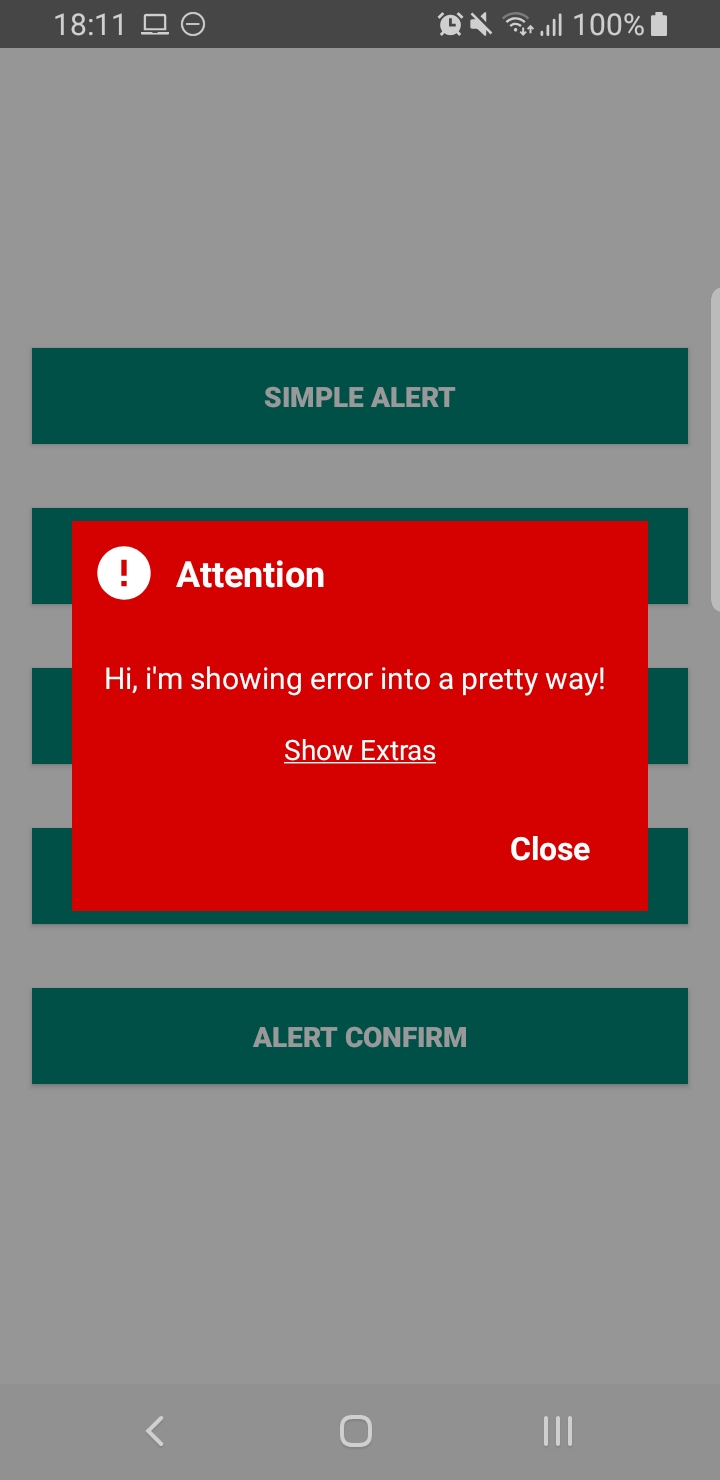 18:11 100%
SIMPLE ALERT
Attention
Hi, i'm showing error into a pretty way!
Show Extras
Close
ALERT CONFIRM